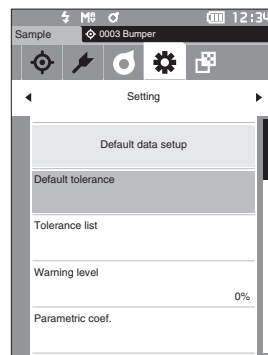 12:34
Sample
0003 Bumper
Setting
Default data setup
Default tolerance
Tolerance list
Warning level
0%
Parametric coef.